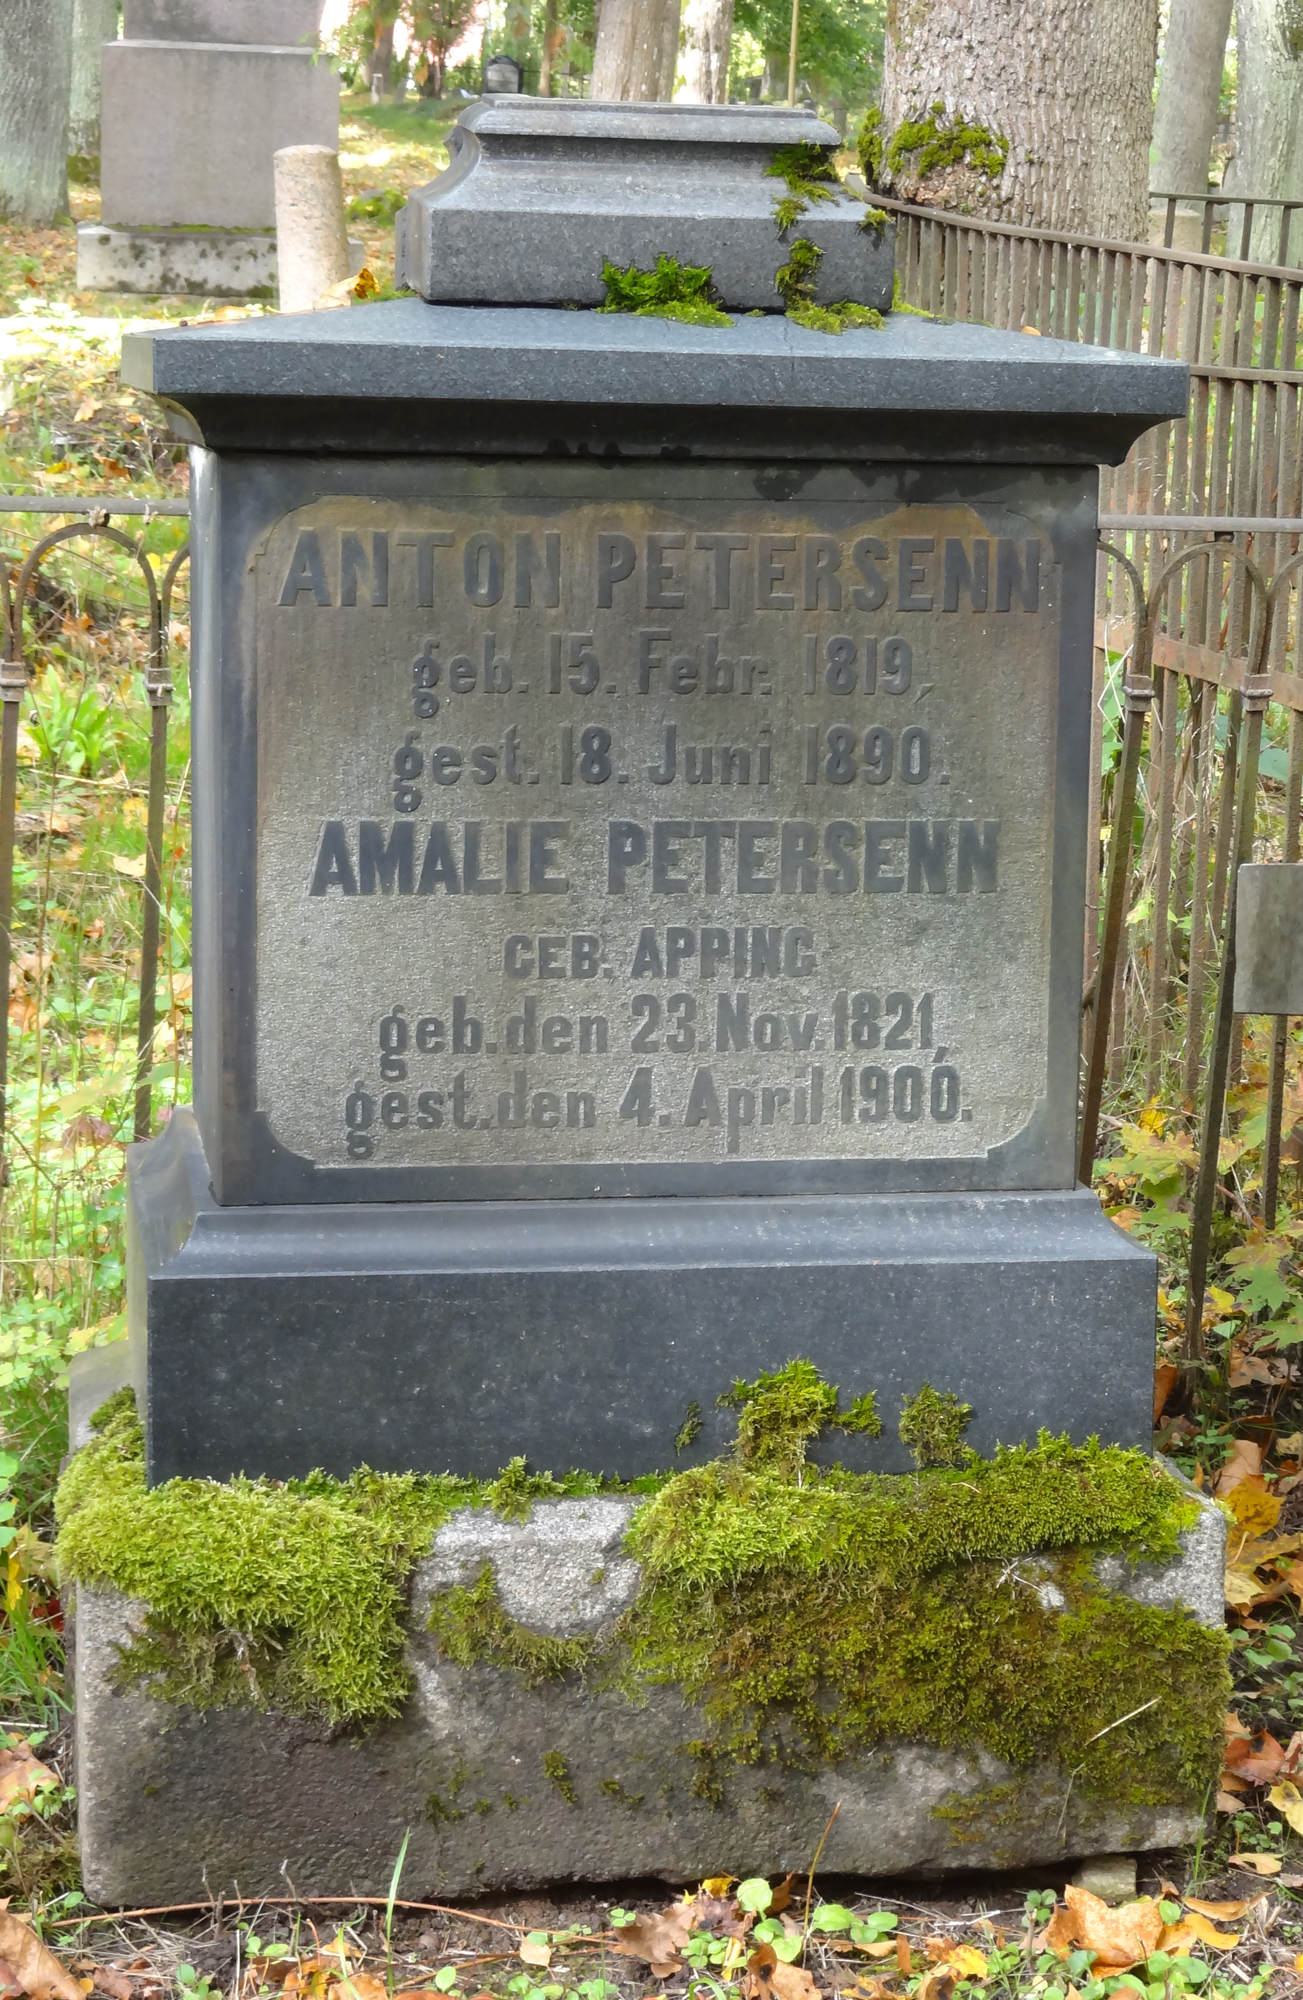 ANTON PETERSENN
geb. 15. Febr. 1819,
gest. 18. Juni 1890.
AMALIE PETERSENN
GEB. APPING
geb. den 23. Nov. 1821,
gest. den 4. April 1900.